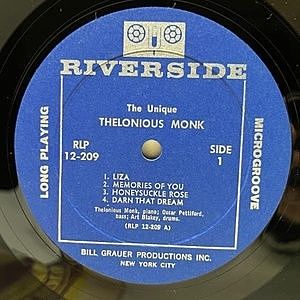 RIVERSIDE
The Unique
THELONIOUS MONK
LONG PLAYING
RLP
12-209
SIDE
1
MICROGROOVE
1. LIZA
2. MEMORIES OF YOU
3. HONEYSUCKLE ROSE
4. DARN THAT DREAM
Thelonious Monk, piano; Oscar Pettiford,
bass; Art Blakey, drums.
(RLP 12-209 A)
BILL GRAUER PRODUCTIONS INC.
NEW YORK CITY